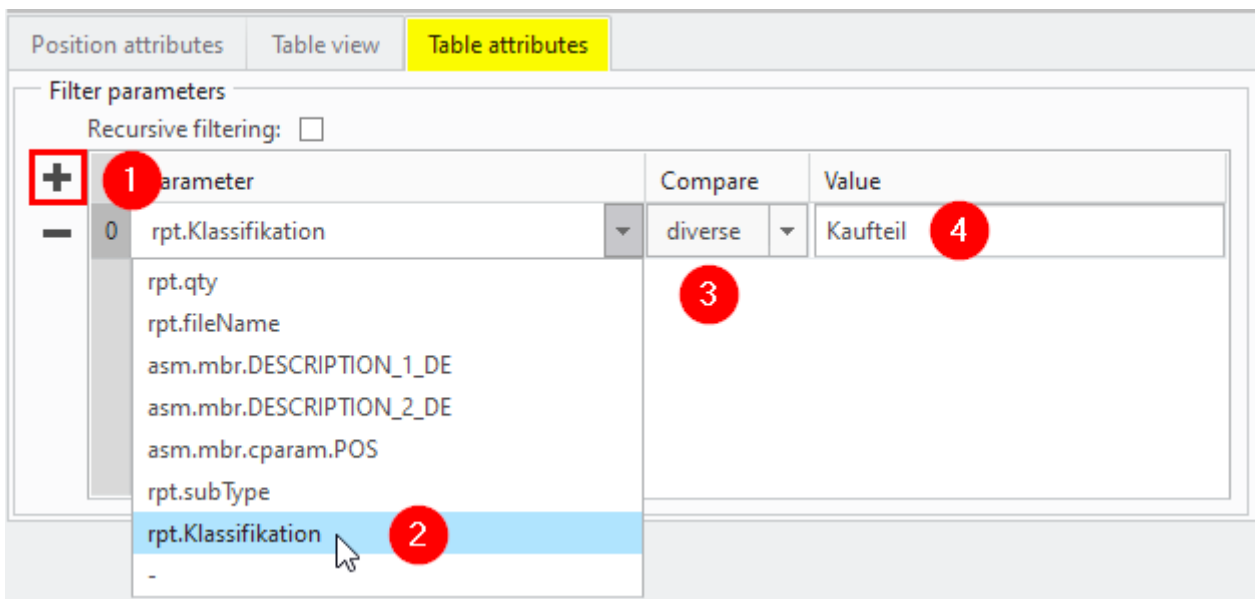 Position attributes Table view Table attributes
Filter parameters
Recursive filtering:
1 arameter Compare Value
0 rpt.Klassifikation diverse Kaufteil 4
rpt.qty 3
rpt.fileName
asm.mbr.DESCRIPTION_1_DE
asm.mbr.DESCRIPTION_2_DE
asm.mbr.cparam.POS
rpt.subType
rpt.Klassifikation 2
-